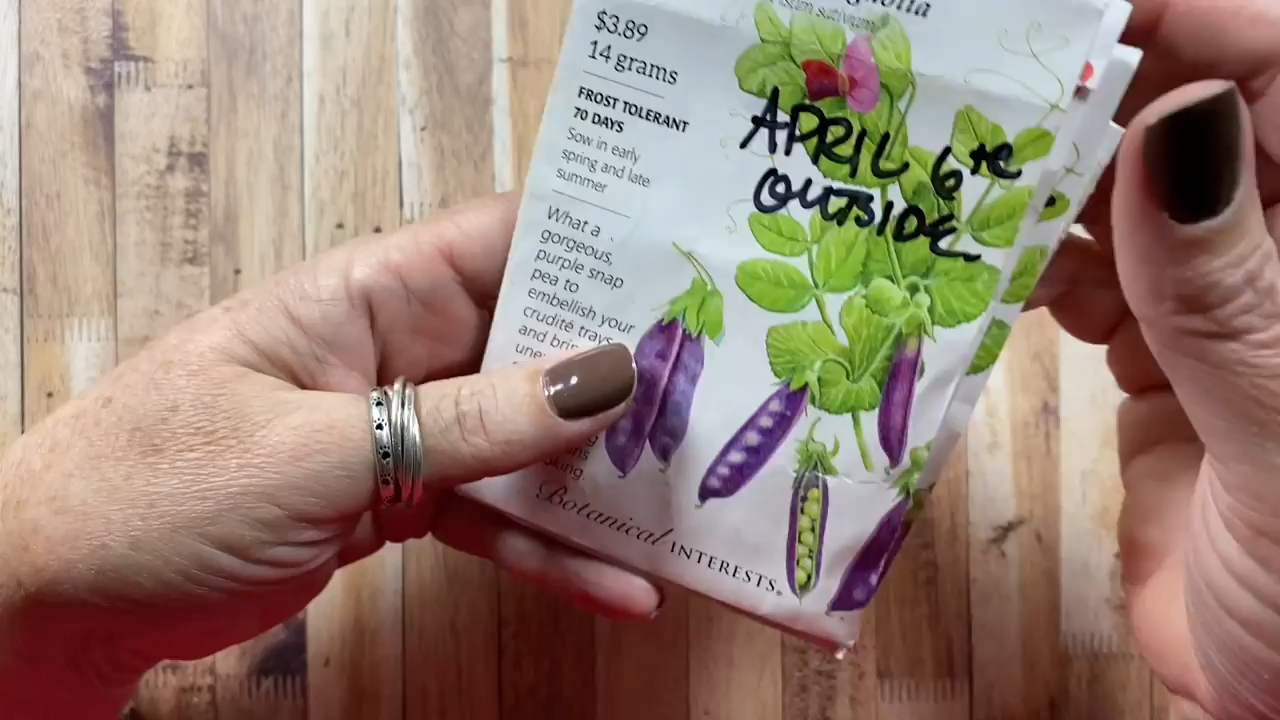 $3.89
14 grams
FROST TOLERANT
70 DAYS
Sow in early
spring and late
summer
What a
gorgeous,
purple snap
pea to
embellish your
crudité trays
and
APRIL 6th
OUTSIDE
Botanical INTERESTS®